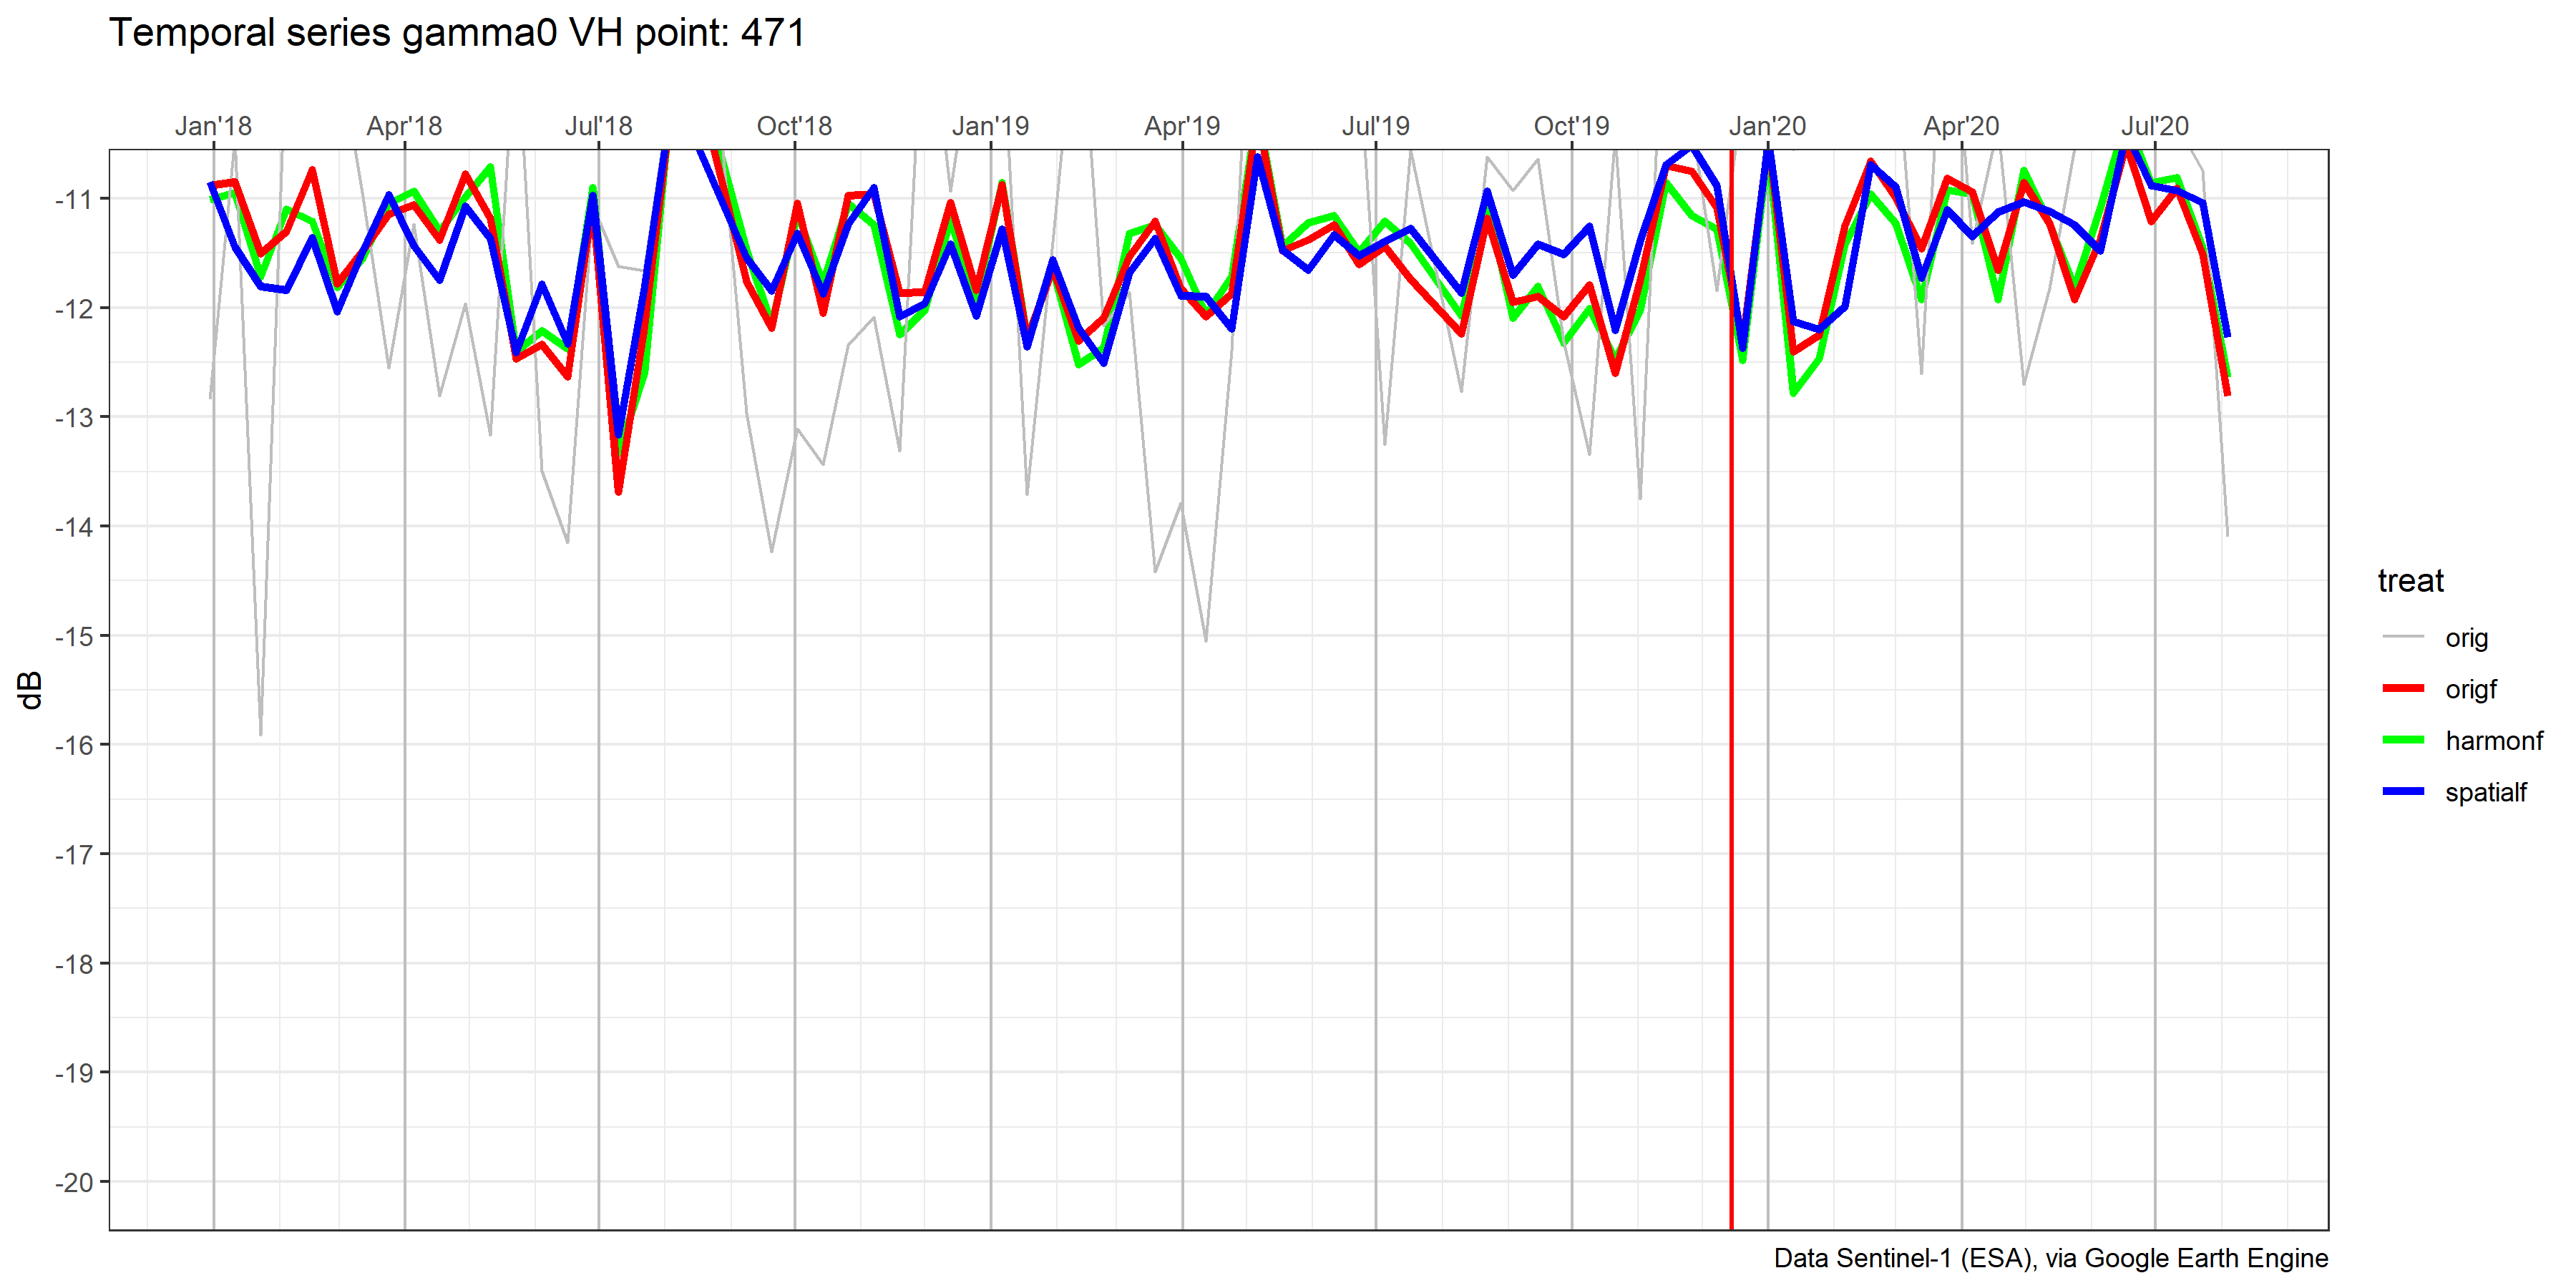 Temporal series gamma0 VH point: 471
Jan'18 Apr'18 Jul'18 Oct'18 Jan'19 Apr'19 Jul'19 Oct'19 Jan'20 Apr'20 Jul'20
-11
-12
-13
-14
-15
-16
-17
-18
-19
-20
dB
treat
orig
origf
harmonf
spatialf
Data Sentinel-1 (ESA), via Google Earth Engine